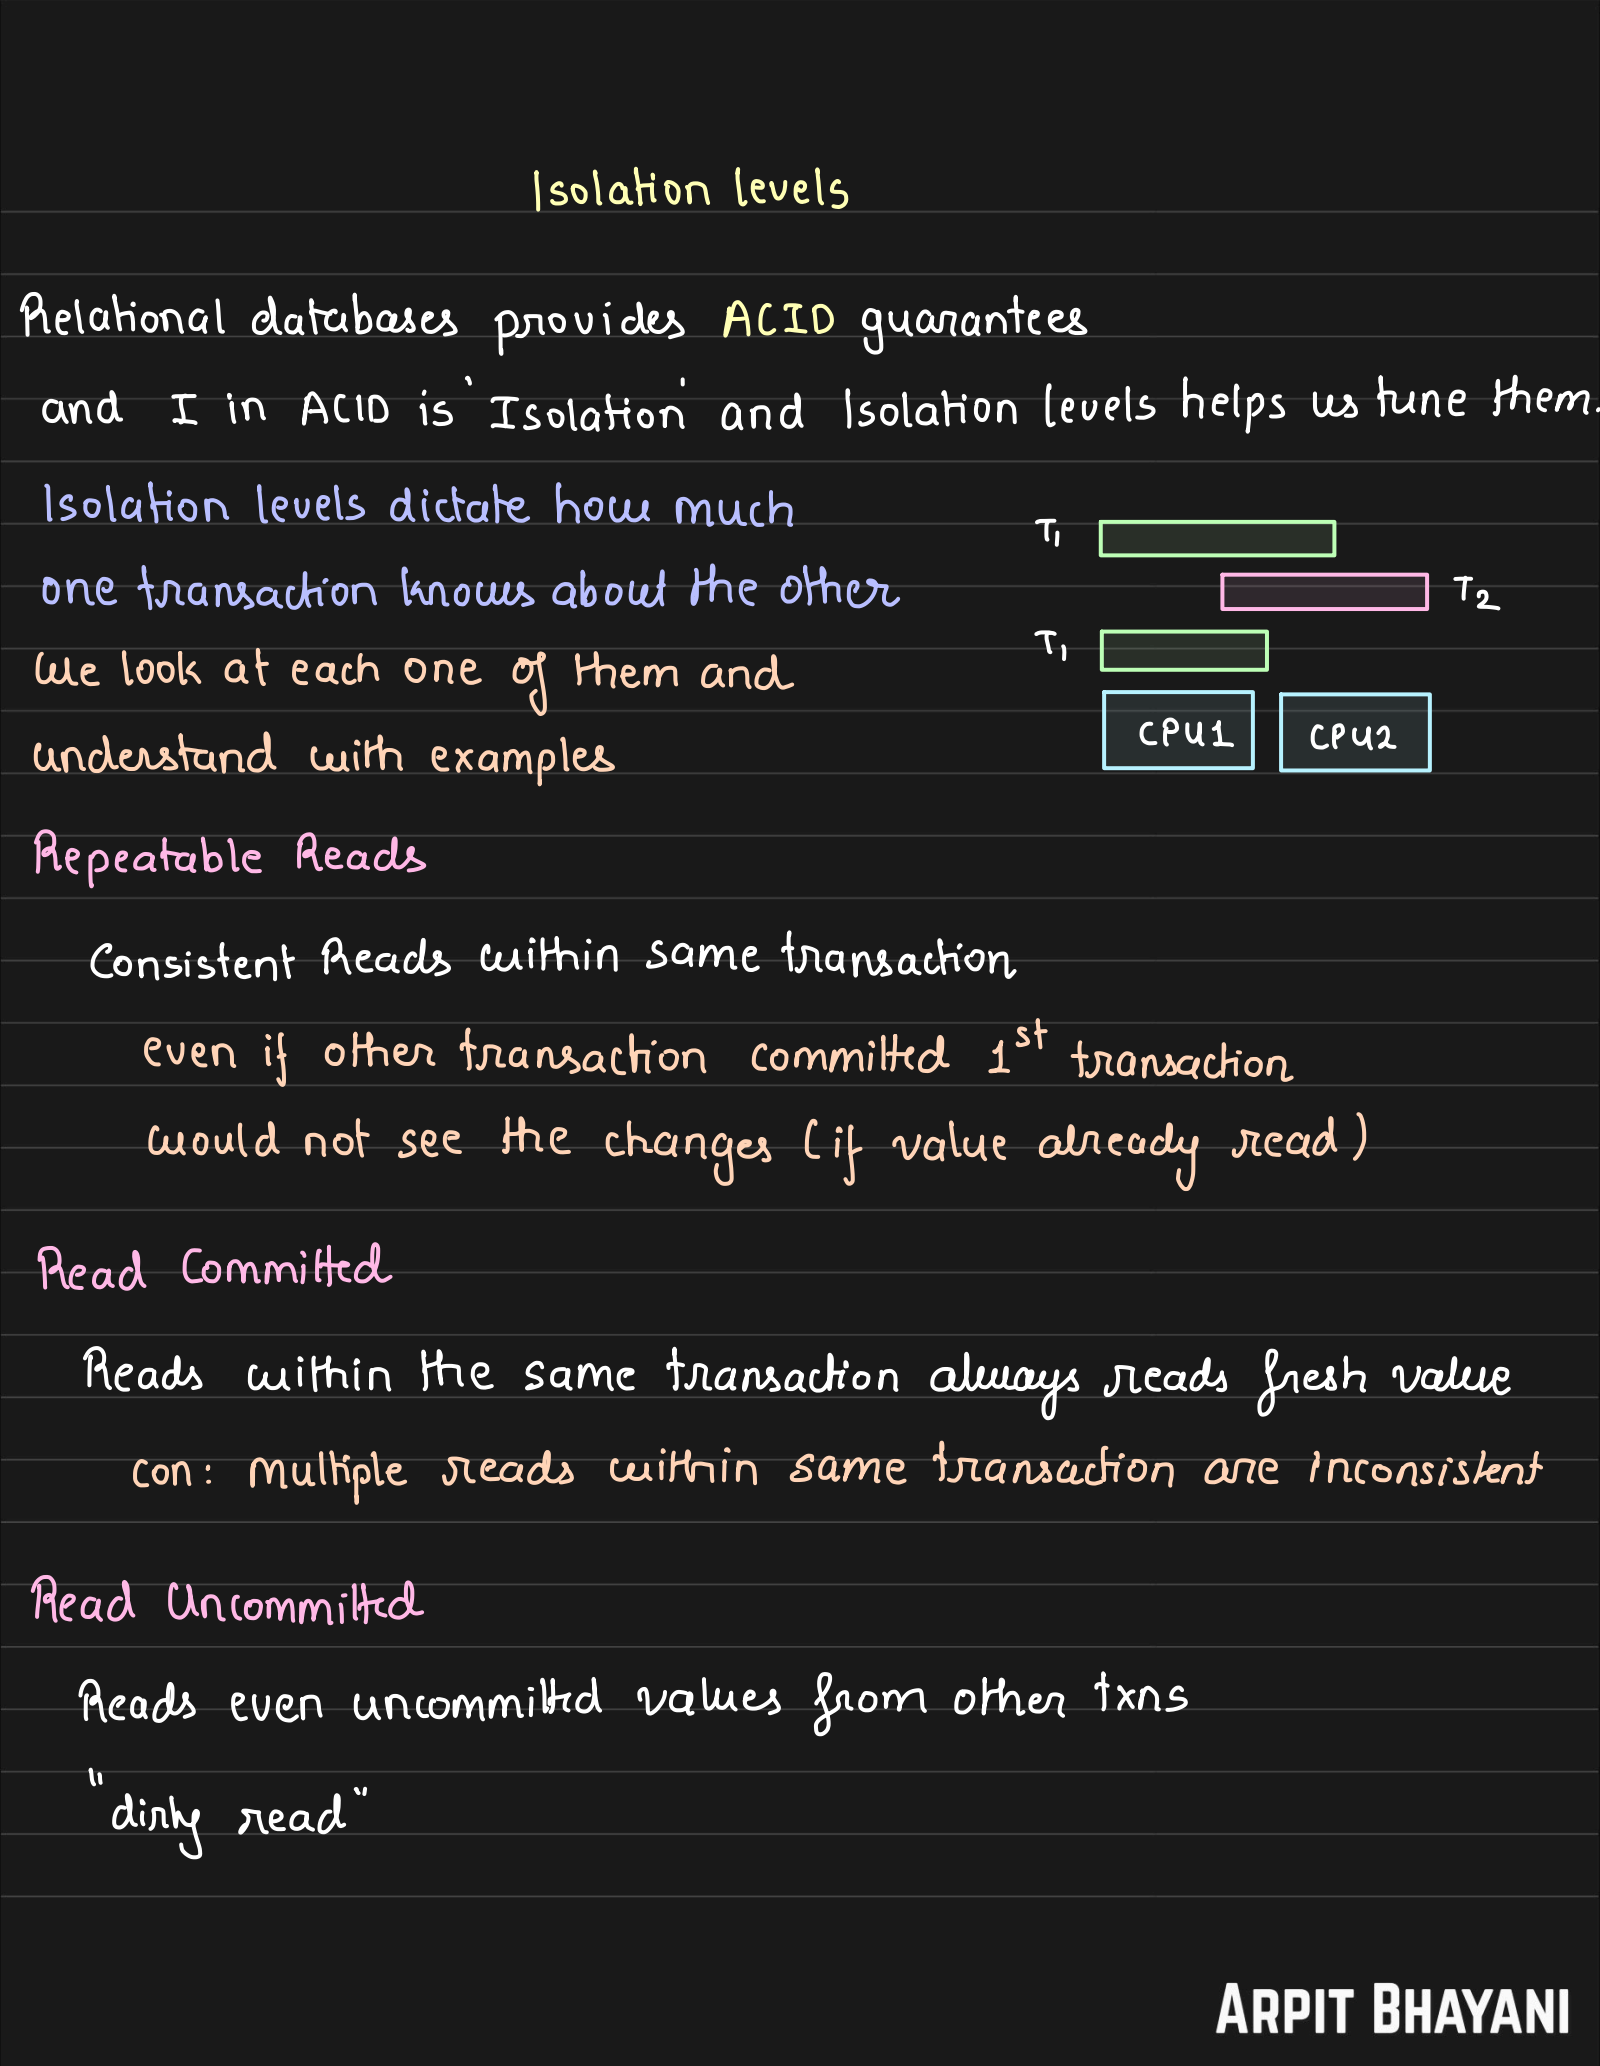 Isolation levels
Relational databases provides ACID guarantees
and I in ACID is 'Isolation' and Isolation levels helps us tune them.
Isolation levels dictate how much
one transaction knows about the other
We look at each one of them and
understand with examples
T1
T2
T1
CPU1 CPU2
Repeatable Reads
Consistent Reads within same transaction
even if other transaction committed 1st transaction
would not see the changes (if value already read)
Read Committed
Reads within the same transaction always reads fresh value
con: multiple reads within same transaction are inconsistent
Read Uncommitted
Reads even uncommitted values from other txns
"dirty read"
ARPIT BHAYANI